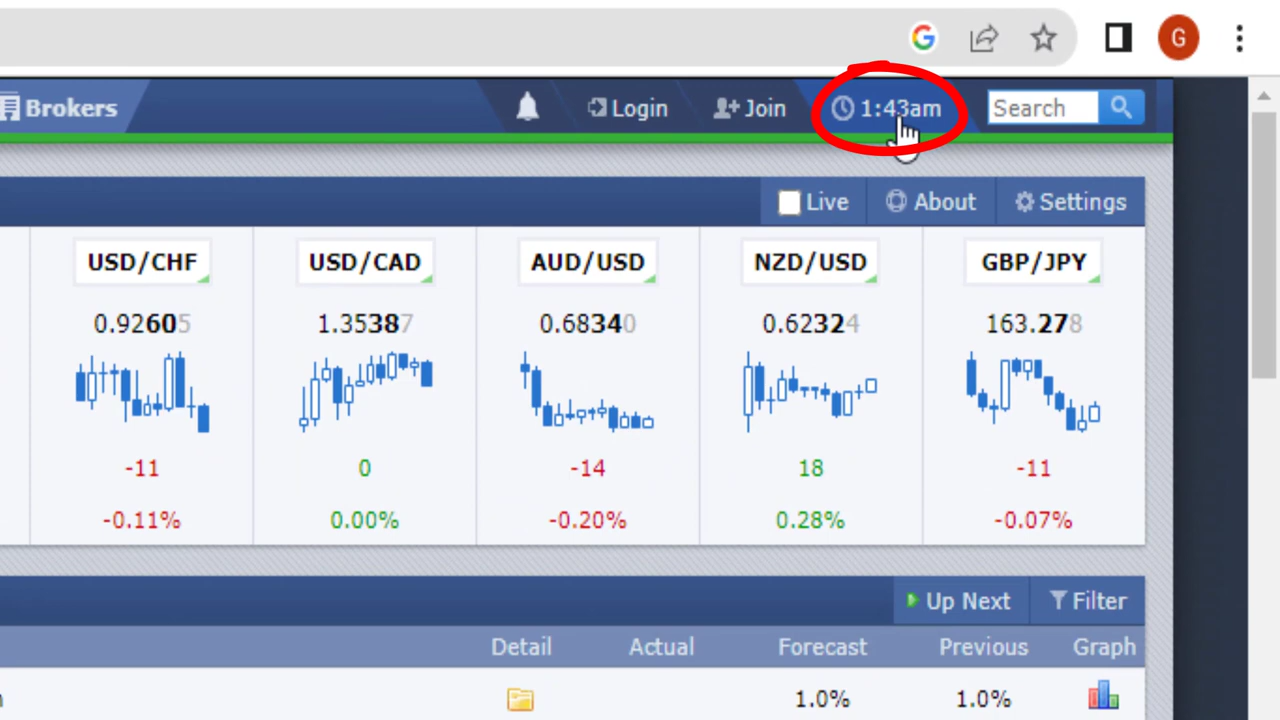 G
Brokers
Login
Join
1:43am
Search
Live
About
Settings
USD/CHF
USD/CAD
AUD/USD
NZD/USD
GBP/JPY
0.92605
1.35387
0.68340
0.62324
163.278
-11
0
-14
18
-11
-0.11%
0.00%
-0.20%
0.28%
-0.07%
Up Next
Filter
Detail
Actual
Forecast
Previous
Graph
1.0%
1.0%